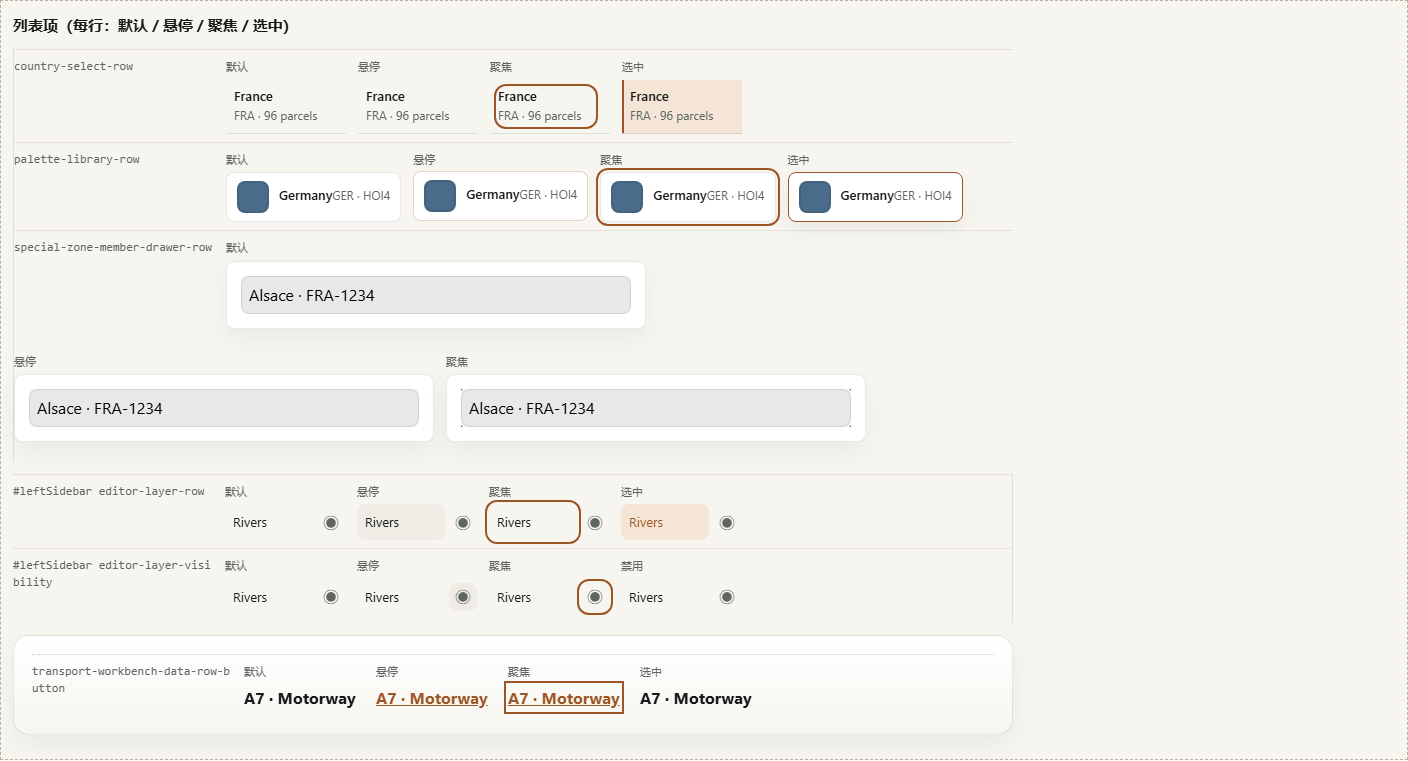 列表项（每行：默认 / 悬停 / 聚焦 / 选中）
country-select-row 默认 悬停 聚焦 选中
France France France France
FRA · 96 parcels FRA · 96 parcels FRA · 96 parcels FRA · 96 parcels
palette-library-row 默认 悬停 聚焦 选中
GermanyGER · HOI4 GermanyGER · HOI4 GermanyGER · HOI4 GermanyGER · HOI4
special-zone-member-drawer-row 默认
Alsace · FRA-1234
悬停 聚焦
Alsace · FRA-1234 Alsace · FRA-1234
#leftSidebar editor-layer-row 默认 悬停 聚焦 选中
Rivers Rivers Rivers Rivers
#leftSidebar editor-layer-visi 默认 悬停 聚焦 禁用
bility
Rivers Rivers Rivers Rivers
transport-workbench-data-row-b 默认 悬停 聚焦 选中
utton
A7 · Motorway A7 · Motorway A7 · Motorway A7 · Motorway